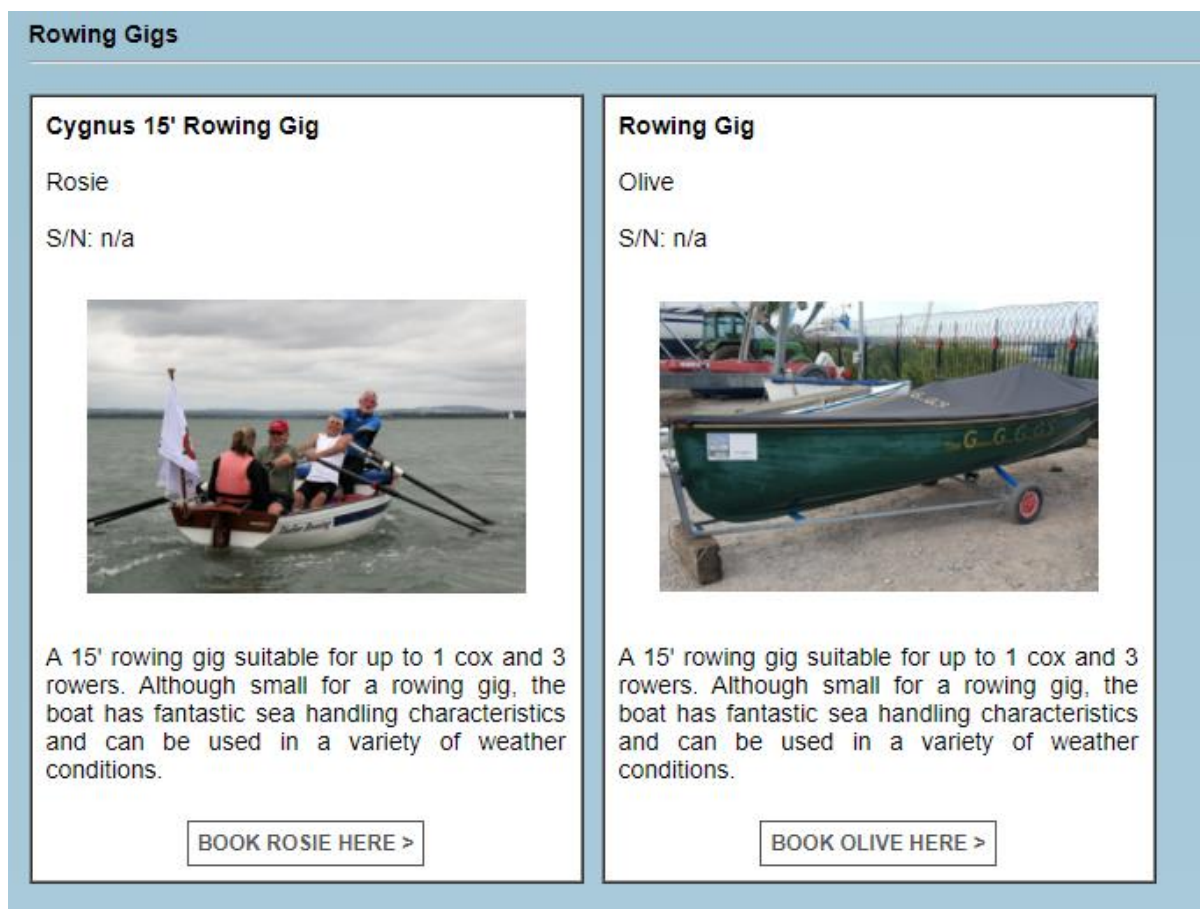 Rowing Gigs
Cygnus 15' Rowing Gig
Rosie
S/N: n/a
A 15' rowing gig suitable for up to 1 cox and 3
rowers. Although small for a rowing gig, the
boat has fantastic sea handling characteristics
and can be used in a variety of weather
conditions.
BOOK ROSIE HERE >
Rowing Gig
Olive
S/N: n/a
A 15' rowing gig suitable for up to 1 cox and 3
rowers. Although small for a rowing gig, the
boat has fantastic sea handling characteristics
and can be used in a variety of weather
conditions.
BOOK OLIVE HERE >